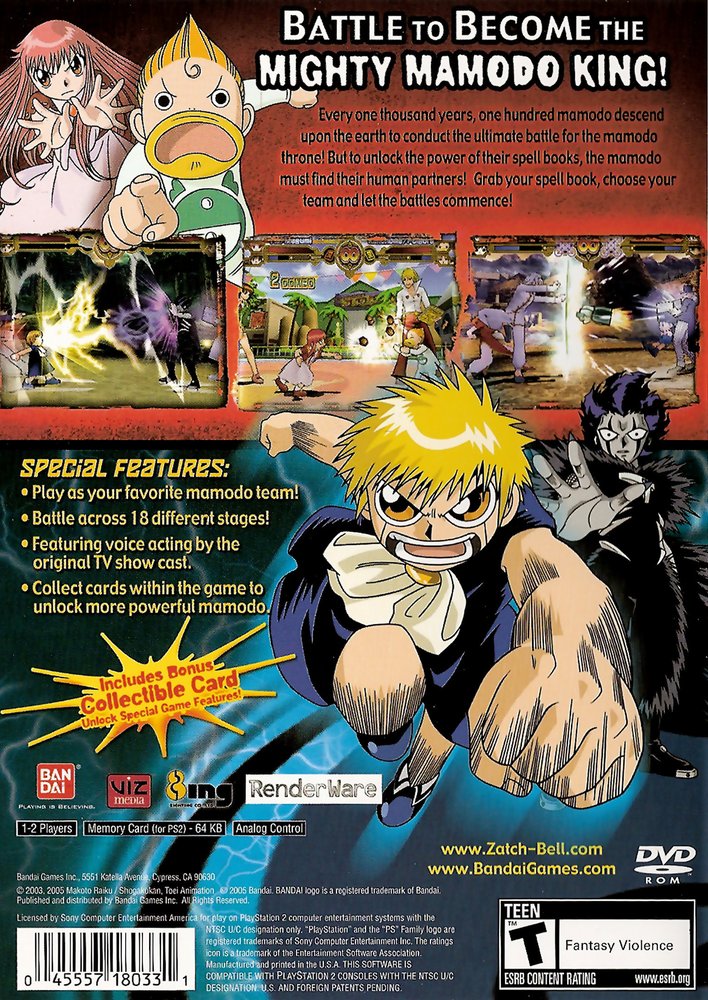 BATTLE TO BECOME THE
MIGHTY MAMODO KING!
Every one thousand years, one hundred mamodo descend
upon the earth to conduct the ultimate battle for the mamodo
throne! But to unlock the power of their spell books, the mamodo
must find their human partners! Grab your spell book, choose your
team and let the battles commence!
2 COMBO
SPECIAL FEATURES:
• Play as your favorite mamodo team!
• Battle across 18 different stages!
• Featuring voice acting by the
original TV show cast.
• Collect cards within the game to
unlock more powerful mamodo.
Includes Bonus
Collectible Card
Unlock Special Game Features!
BAN
DAI
®
PLAYING IS BELIEVING.
VIZ
MEDIA
8ing
EIGHTING CO., LTD.
RenderWare
1-2 Players
Memory Card (for PS2) - 64 KB
Analog Control
www.Zatch-Bell.com
www.BandaiGames.com
DVD
ROM
Bandai Games Inc., 5551 Katella Avenue, Cypress, CA 90630
© 2003, 2005 Makoto Raiku / Shogakukan, Toei Animation. © 2005 Bandai. BANDAI logo is a registered trademark of Bandai.
Published and distributed by Bandai Games Inc. All Rights Reserved.
Licensed by Sony Computer Entertainment America for play on PlayStation 2 computer entertainment systems with the
NTSC U/C designation only. "PlayStation" and the "PS" Family logo are
registered trademarks of Sony Computer Entertainment Inc. The ratings
icon is a trademark of the Entertainment Software Association.
Manufactured and printed in the U.S.A. THIS SOFTWARE IS
COMPATIBLE WITH PLAYSTATION 2 CONSOLES WITH THE NTSC U/C
DESIGNATION. U.S. AND FOREIGN PATENTS PENDING.
0 45557 18033 1
TEEN
T
Fantasy Violence
ESRB CONTENT RATING
www.esrb.org